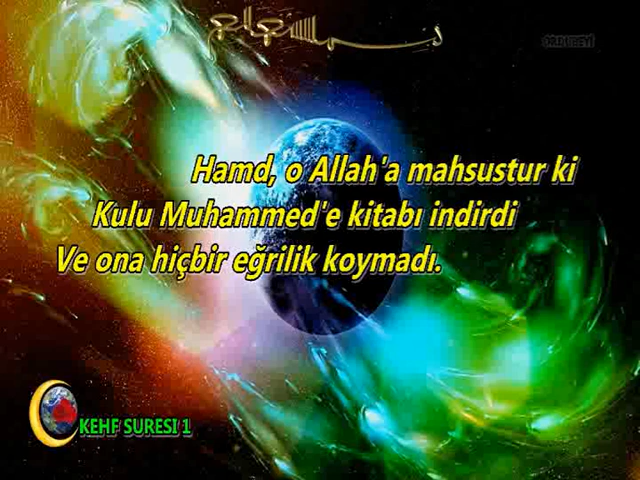 Hamd, o Allah'a mahsustur ki
Kulu Muhammed'e kitabı indirdi
Ve ona hiçbir eğrilik koymadı.
KEHF SURESI 1